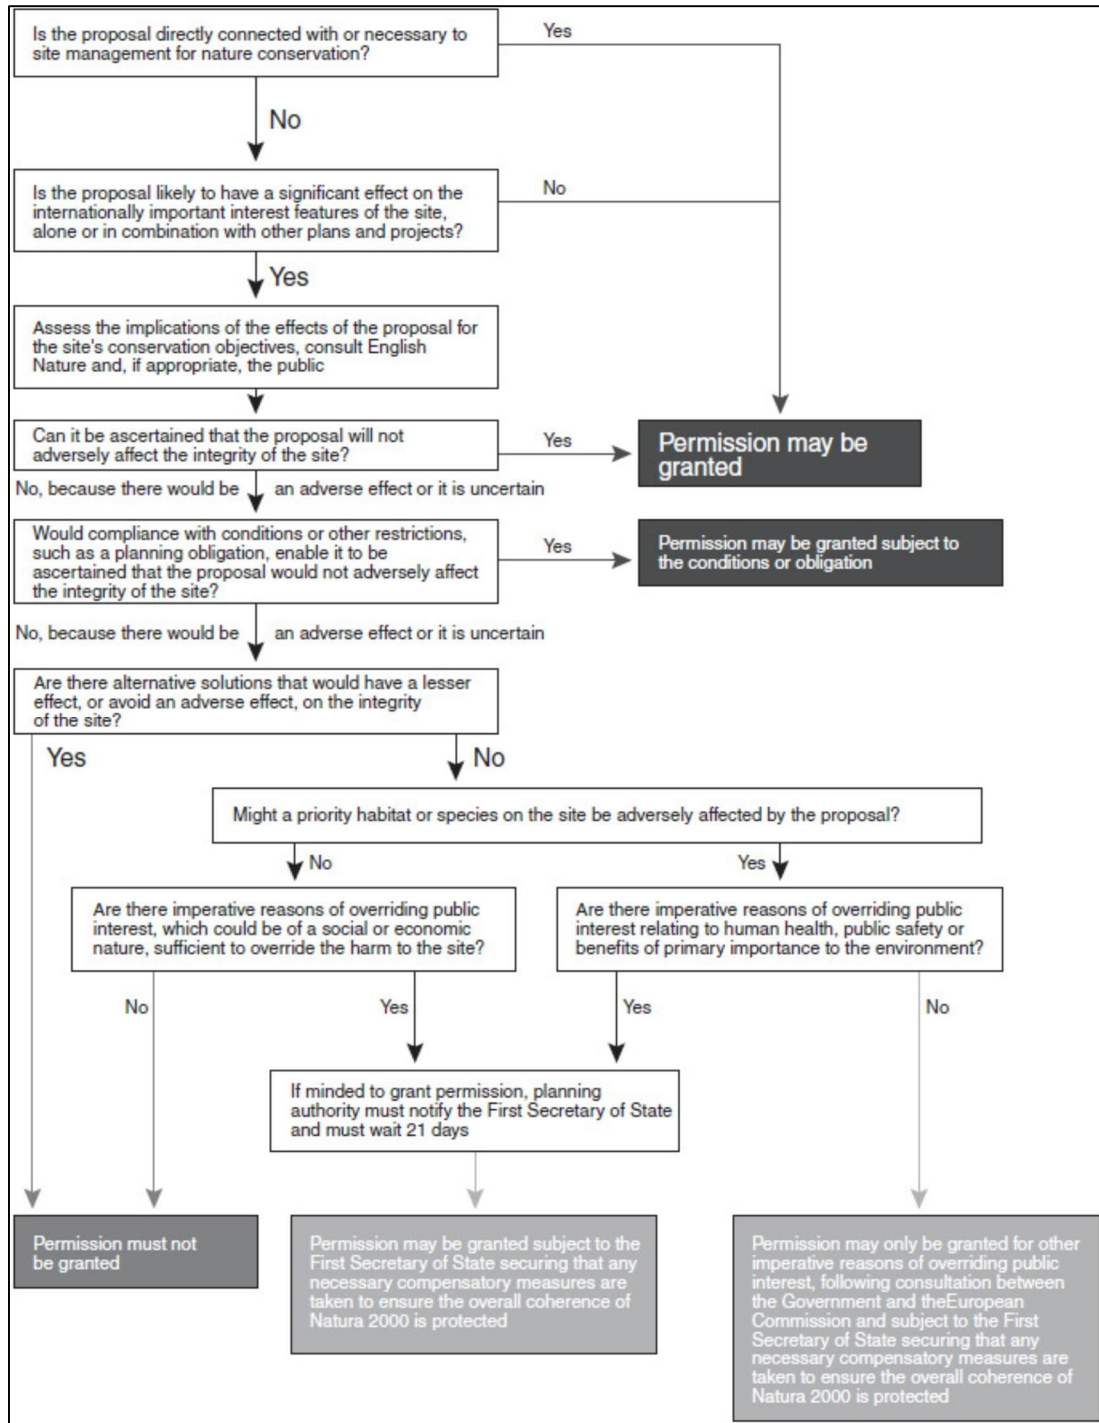 Is the proposal directly connected with or necessary to
site management for nature conservation?
Yes
No
Is the proposal likely to have a significant effect on the
internationally important interest features of the site,
alone or in combination with other plans and projects?
No
Yes
Assess the implications of the effects of the proposal for
the site's conservation objectives, consult English
Nature and, if appropriate, the public
Can it be ascertained that the proposal will not
adversely affect the integrity of the site?
Yes
Permission may be
granted
No, because there would be an adverse effect or it is uncertain
Would compliance with conditions or other restrictions,
such as a planning obligation, enable it to be
ascertained that the proposal would not adversely affect
the integrity of the site?
Yes
Permission may be granted subject to
the conditions or obligation
No, because there would be an adverse effect or it is uncertain
Are there alternative solutions that would have a lesser
effect, or avoid an adverse effect, on the integrity
of the site?
Yes
No
Might a priority habitat or species on the site be adversely affected by the proposal?
No
Yes
Are there imperative reasons of overriding public
interest, which could be of a social or economic
nature, sufficient to override the harm to the site?
Are there imperative reasons of overriding public
interest relating to human health, public safety or
benefits of primary importance to the environment?
No
Yes
Yes
No
If minded to grant permission, planning
authority must notify the First Secretary of State
and must wait 21 days
Permission must not
be granted
Permission may be granted subject to the
First Secretary of State securing that any
necessary compensatory measures are
taken to ensure the overall coherence of
Natura 2000 is protected
Permission may only be granted for other
imperative reasons of overriding public
interest, following consultation between
the Government and theEuropean
Commission and subject to the First
Secretary of State securing that any
necessary compensatory measures are
taken to ensure the overall coherence of
Natura 2000 is protected